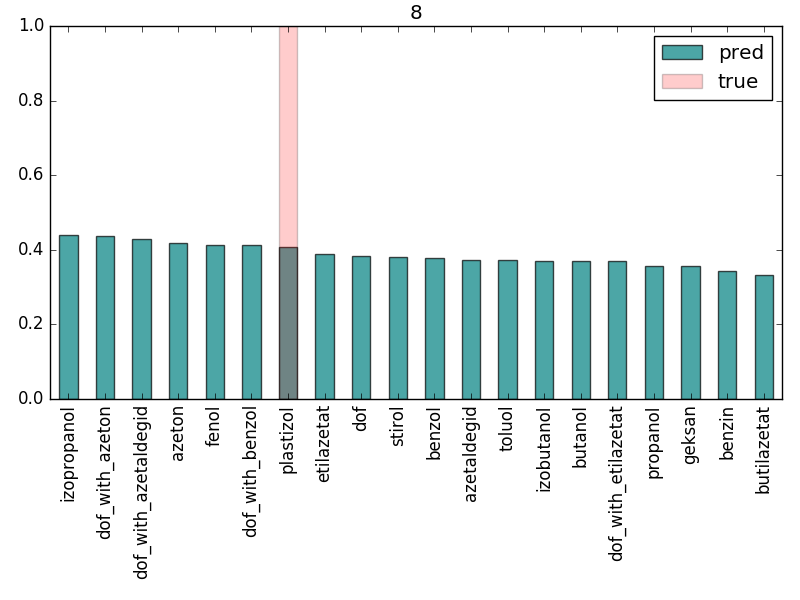 8
1.0
0.8
0.6
0.4
0.2
0.0
pred
true
izopropanol
dof_with_azeton
dof_with_azetaldegid
azeton
fenol
dof_with_benzol
plastizol
etilazetat
dof
stirol
benzol
azetaldegid
toluol
izobutanol
butanol
dof_with_etilazetat
propanol
geksan
benzin
butilazetat